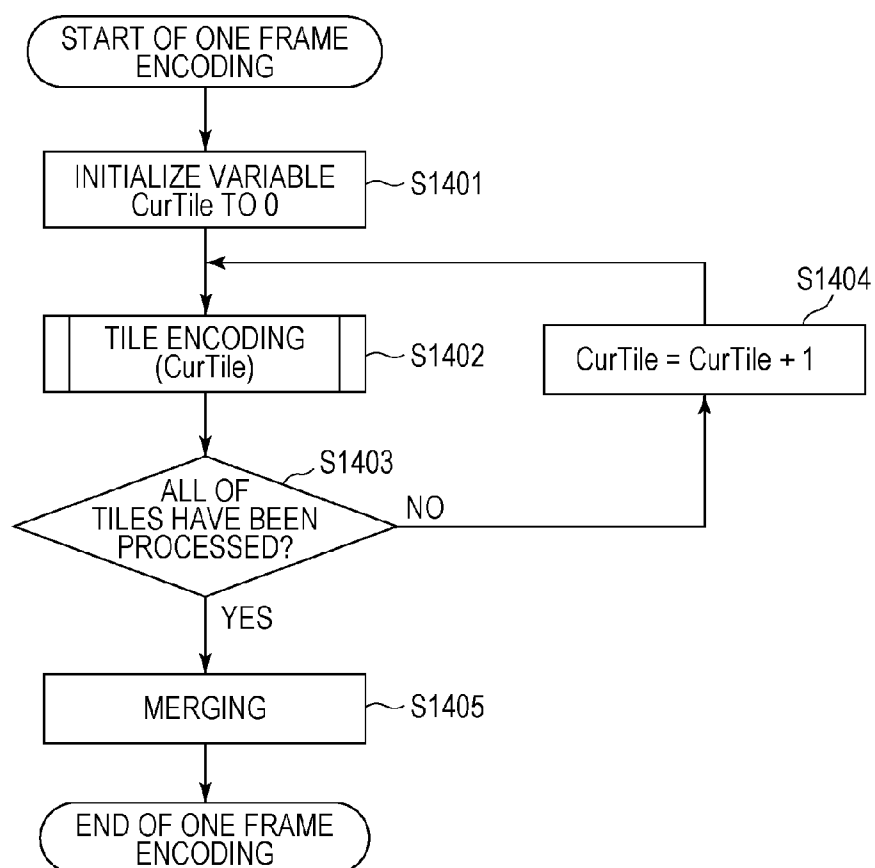 START OF ONE FRAME
ENCODING
INITIALIZE VARIABLE
CurTile TO 0
S1401
S1404
TILE ENCODING
(CurTile)
S1402
CurTile = CurTile + 1
S1403
ALL OF
TILES HAVE BEEN
PROCESSED?
NO
YES
MERGING
S1405
END OF ONE FRAME
ENCODING